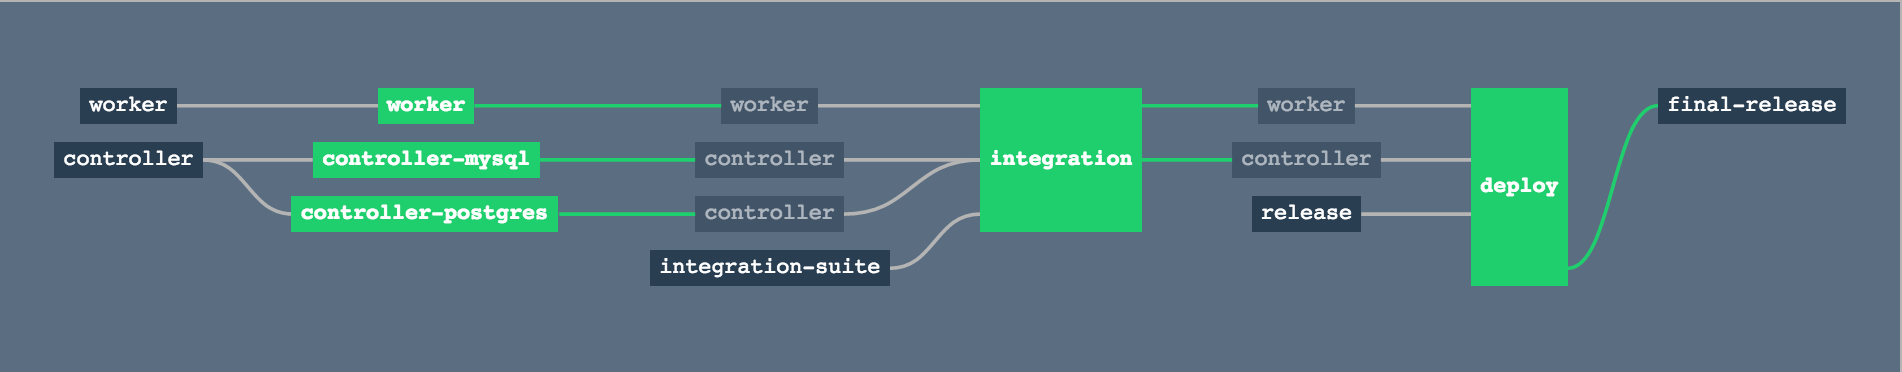 worker
worker
worker
integration
worker
deploy
final-release
controller
controller-mysql
controller
controller
controller-postgres
controller
release
integration-suite